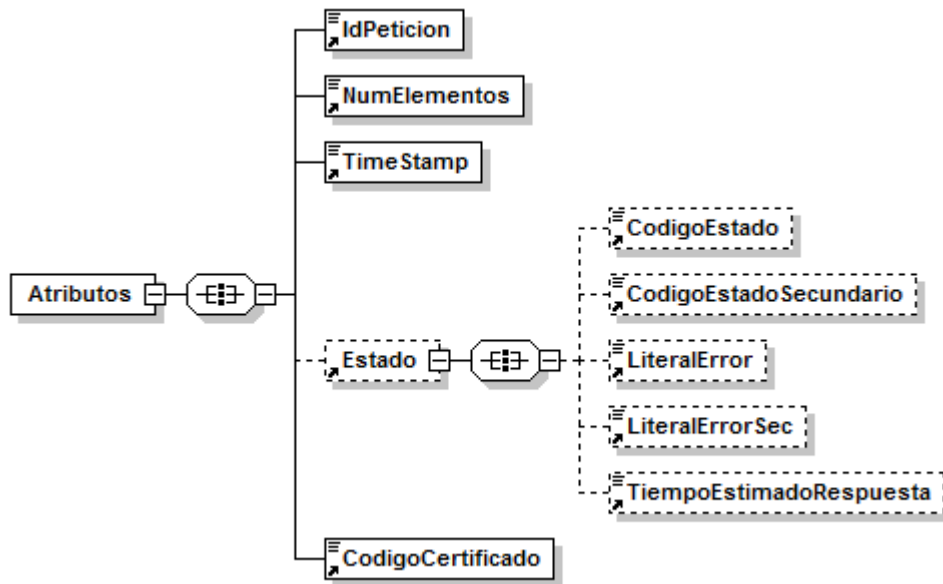 IdPeticion
NumElementos
TimeStamp
CodigoEstado
CodigoEstadoSecundario
Atributos
Estado
LiteralError
LiteralErrorSec
TiempoEstimadoRespuesta
CodigoCertificado